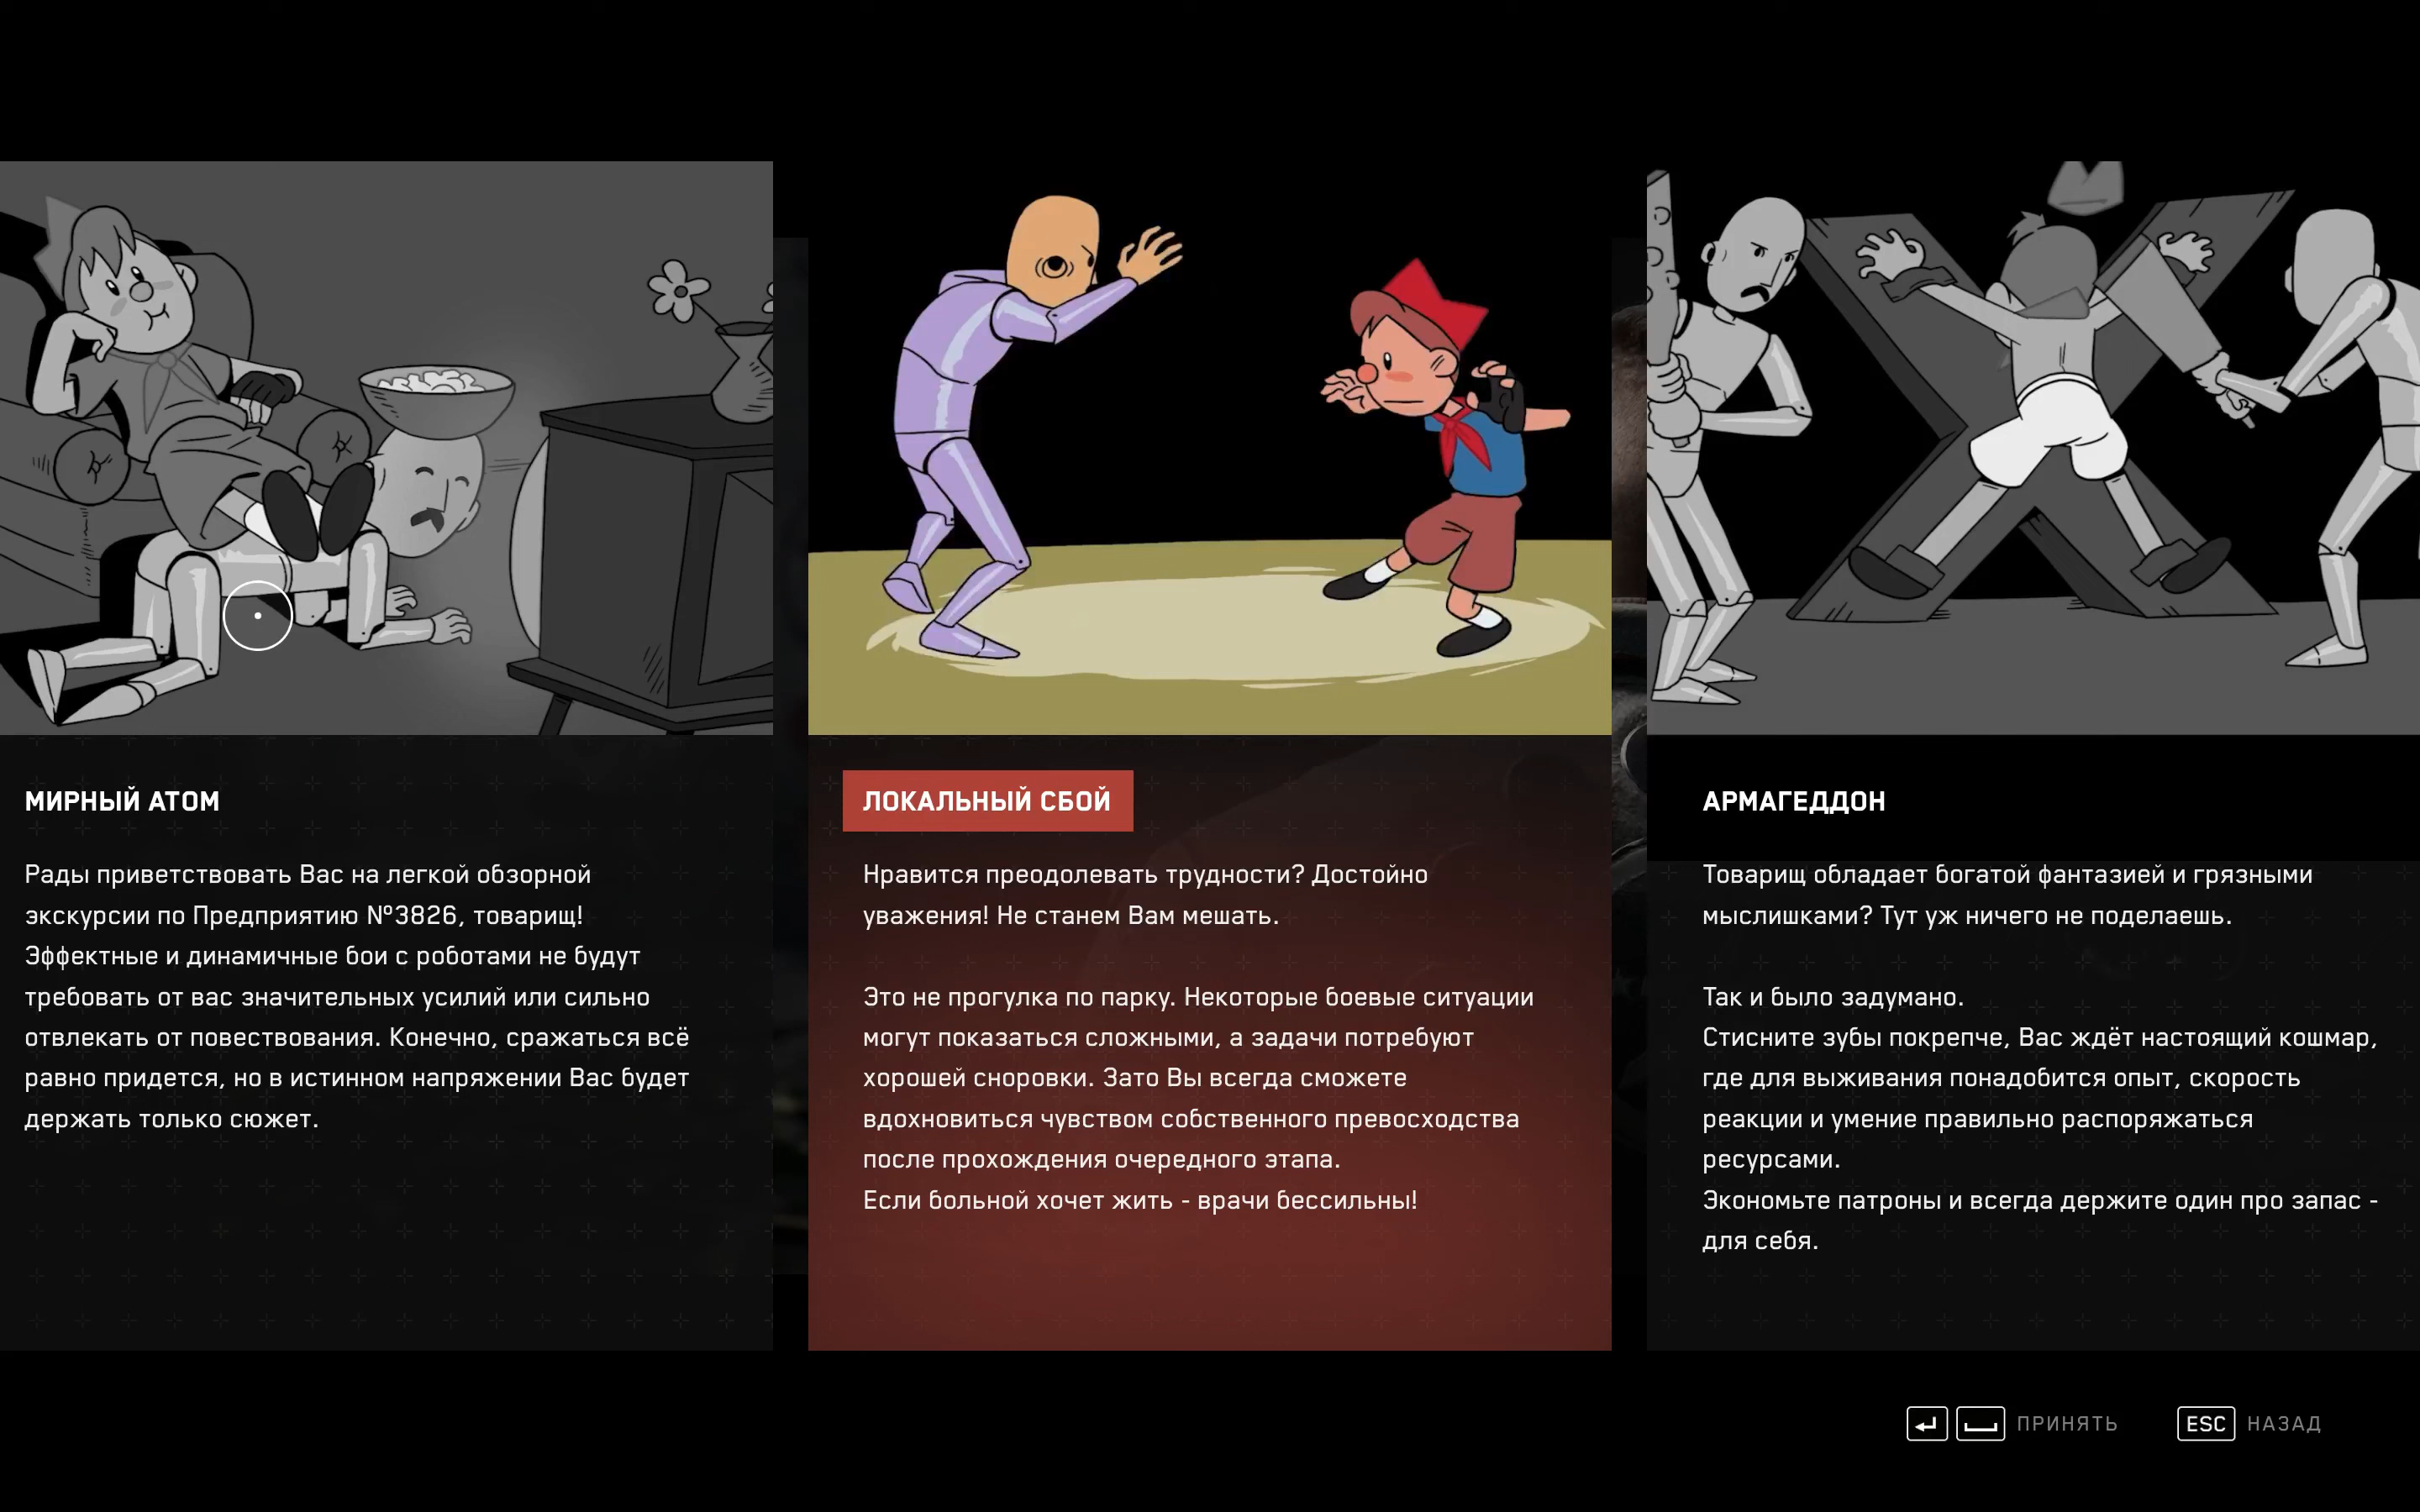 МИРНЫЙ АТОМ
Рады приветствовать Вас на легкой обзорной
экскурсии по Предприятию №3826, товарищ!
Эффектные и динамичные бои с роботами не будут
требовать от вас значительных усилий или сильно
отвлекать от повествования. Конечно, сражаться всё
равно придется, но в истинном напряжении Вас будет
держать только сюжет.
ЛОКАЛЬНЫЙ СБОЙ
Нравится преодолевать трудности? Достойно
уважения! Не станем Вам мешать.
Это не прогулка по парку. Некоторые боевые ситуации
могут показаться сложными, а задачи потребуют
хорошей сноровки. Зато Вы всегда сможете
вдохновиться чувством собственного превосходства
после прохождения очередного этапа.
Если больной хочет жить - врачи бессильны!
АРМАГЕДДОН
Товарищ обладает богатой фантазией и грязными
мыслишками? Тут уж ничего не поделаешь.
Так и было задумано.
Стисните зубы покрепче, Вас ждёт настоящий кошмар,
где для выживания понадобится опыт, скорость
реакции и умение правильно распоряжаться
ресурсами.
Экономьте патроны и всегда держите один про запас -
для себя.
ПРИНЯТЬ
ESC НАЗАД